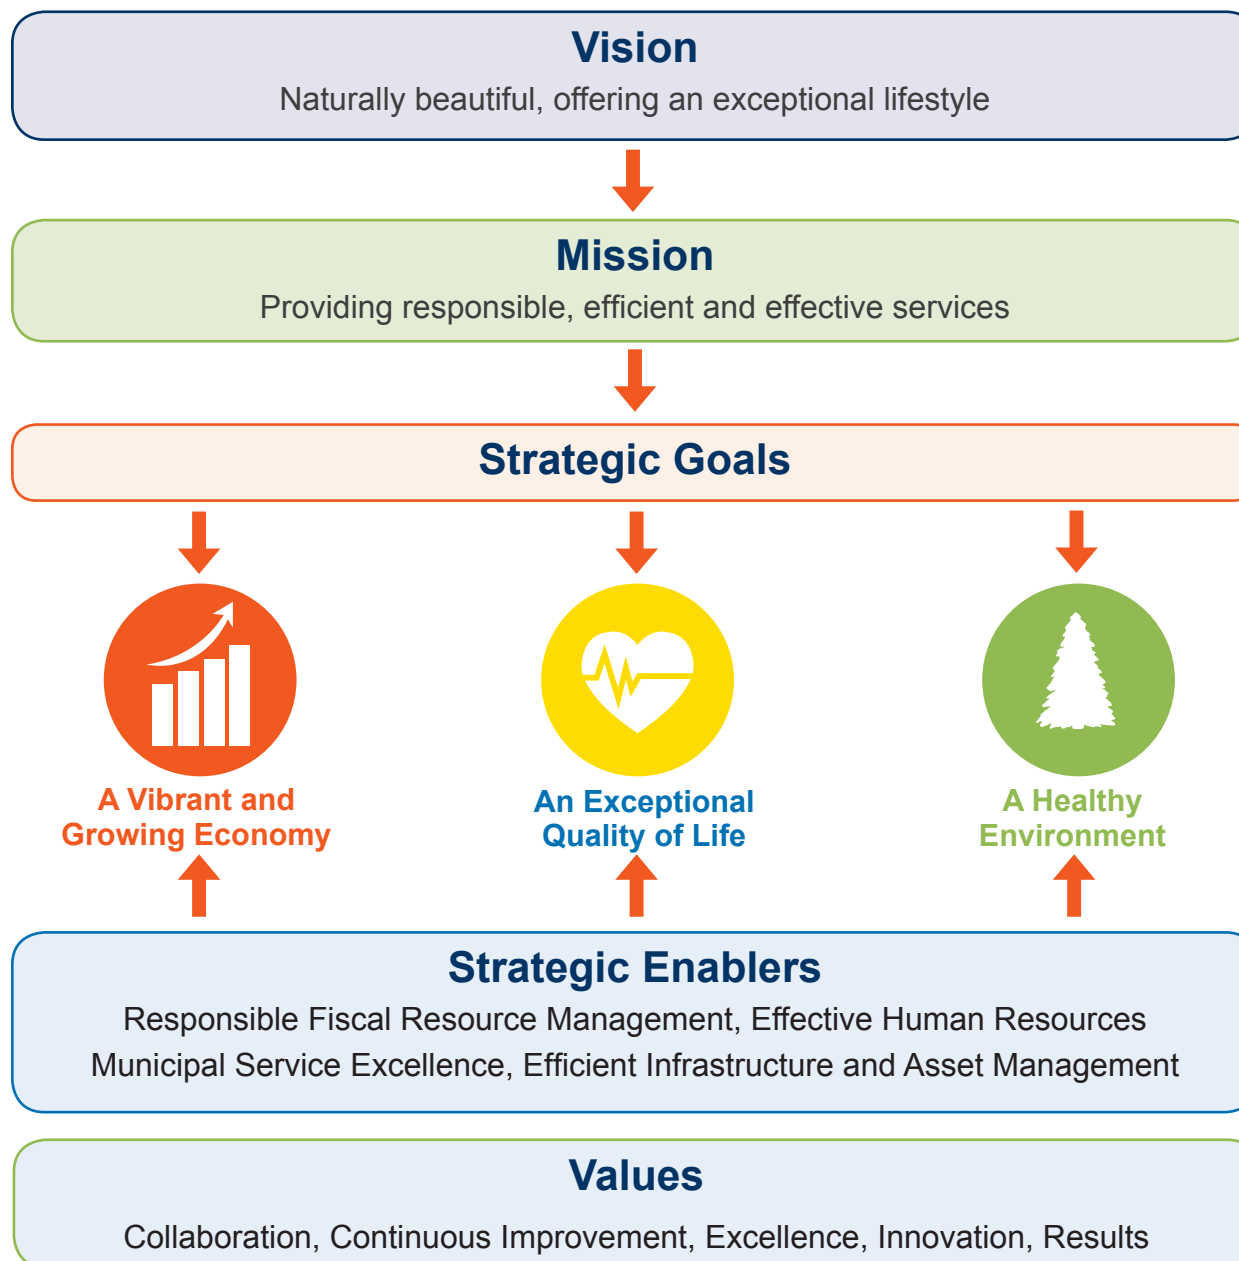 Vision
Naturally beautiful, offering an exceptional lifestyle
Mission
Providing responsible, efficient and effective services
Strategic Goals
A Vibrant and
Growing Economy
An Exceptional
Quality of Life
A Healthy
Environment
Strategic Enablers
Responsible Fiscal Resource Management, Effective Human Resources
Municipal Service Excellence, Efficient Infrastructure and Asset Management
Values
Collaboration, Continuous Improvement, Excellence, Innovation, Results